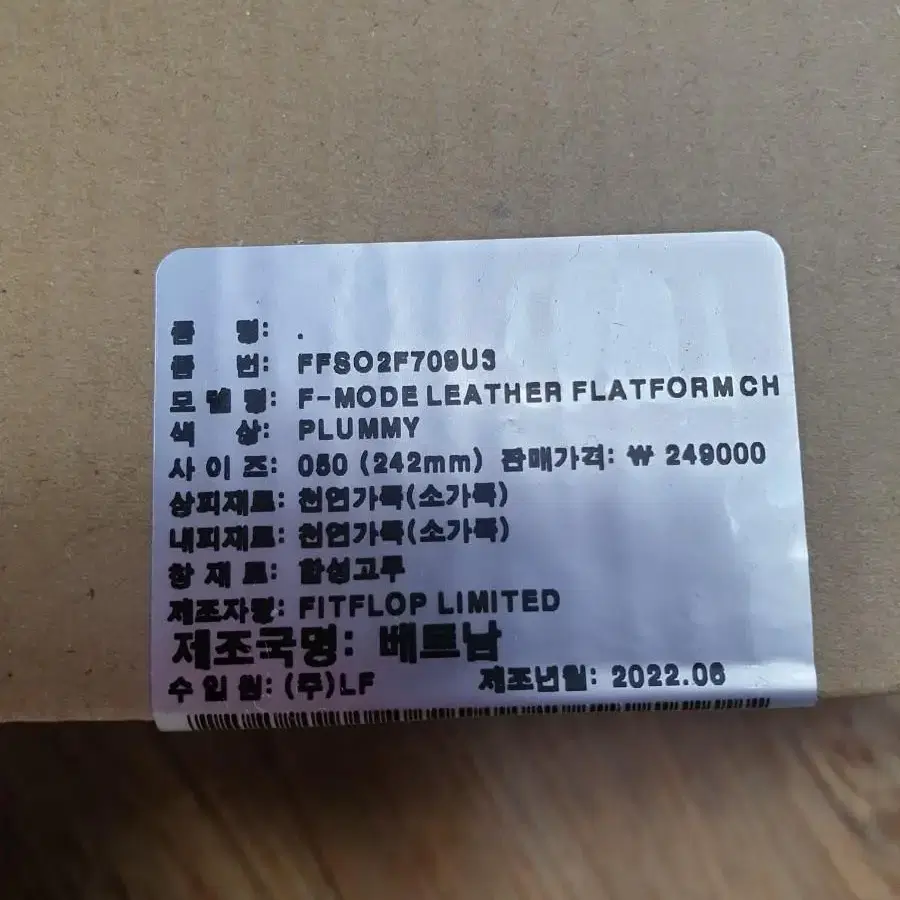 품 명: .
품 번: FFSO2F709U3
모 델 명: F-MODE LEATHER FLATFORM CH
색 상: PLUMMY
사 이 즈: 050 (242mm) 판매가격: ₩ 249000
상피재료: 천연가죽(소가죽)
내피재료: 천연가죽(소가죽)
창 재 료: 합성고무
제조자명: FITFLOP LIMITED
제조국명: 베트남
수 입 원: (주)LF 제조년월: 2022.06